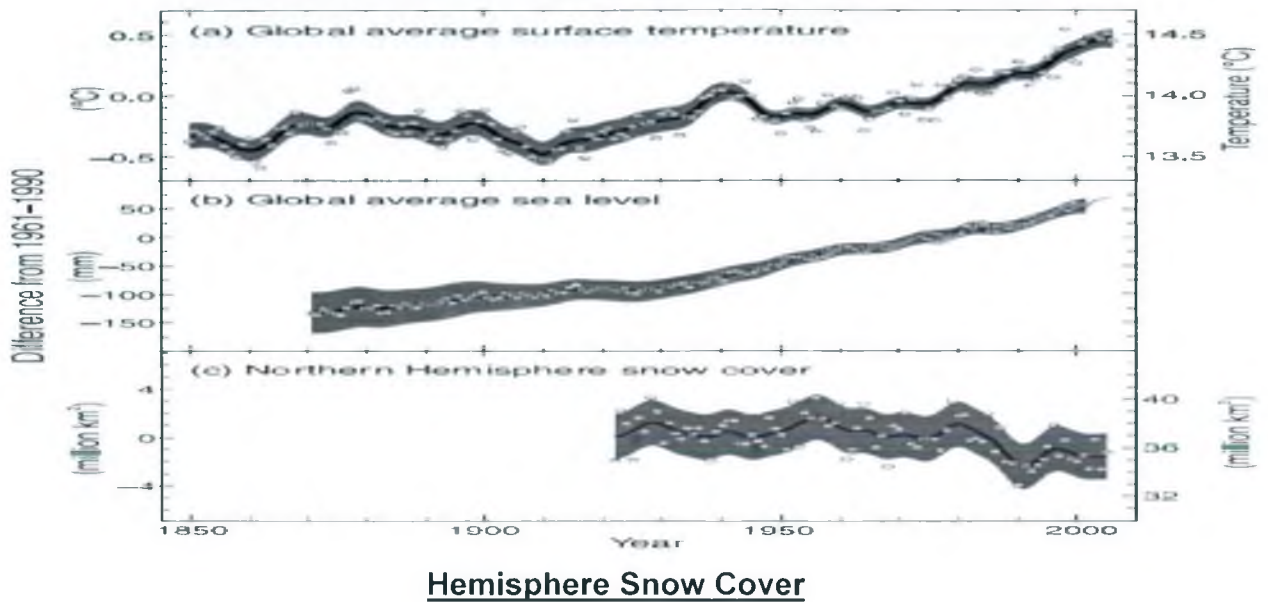 (a) Global average surface temperature
0.5
0.0
−0.5
(°C)
14.5
14.0
13.5
Temperature (°C)
Difference from 1961–1990
(b) Global average sea level
50
0
−50
−100
−150
(mm)
(c) Northern Hemisphere snow cover
4
0
−4
(million km²)
40
36
32
(million km²)
1850
1900
1950
2000
Year
Hemisphere Snow Cover